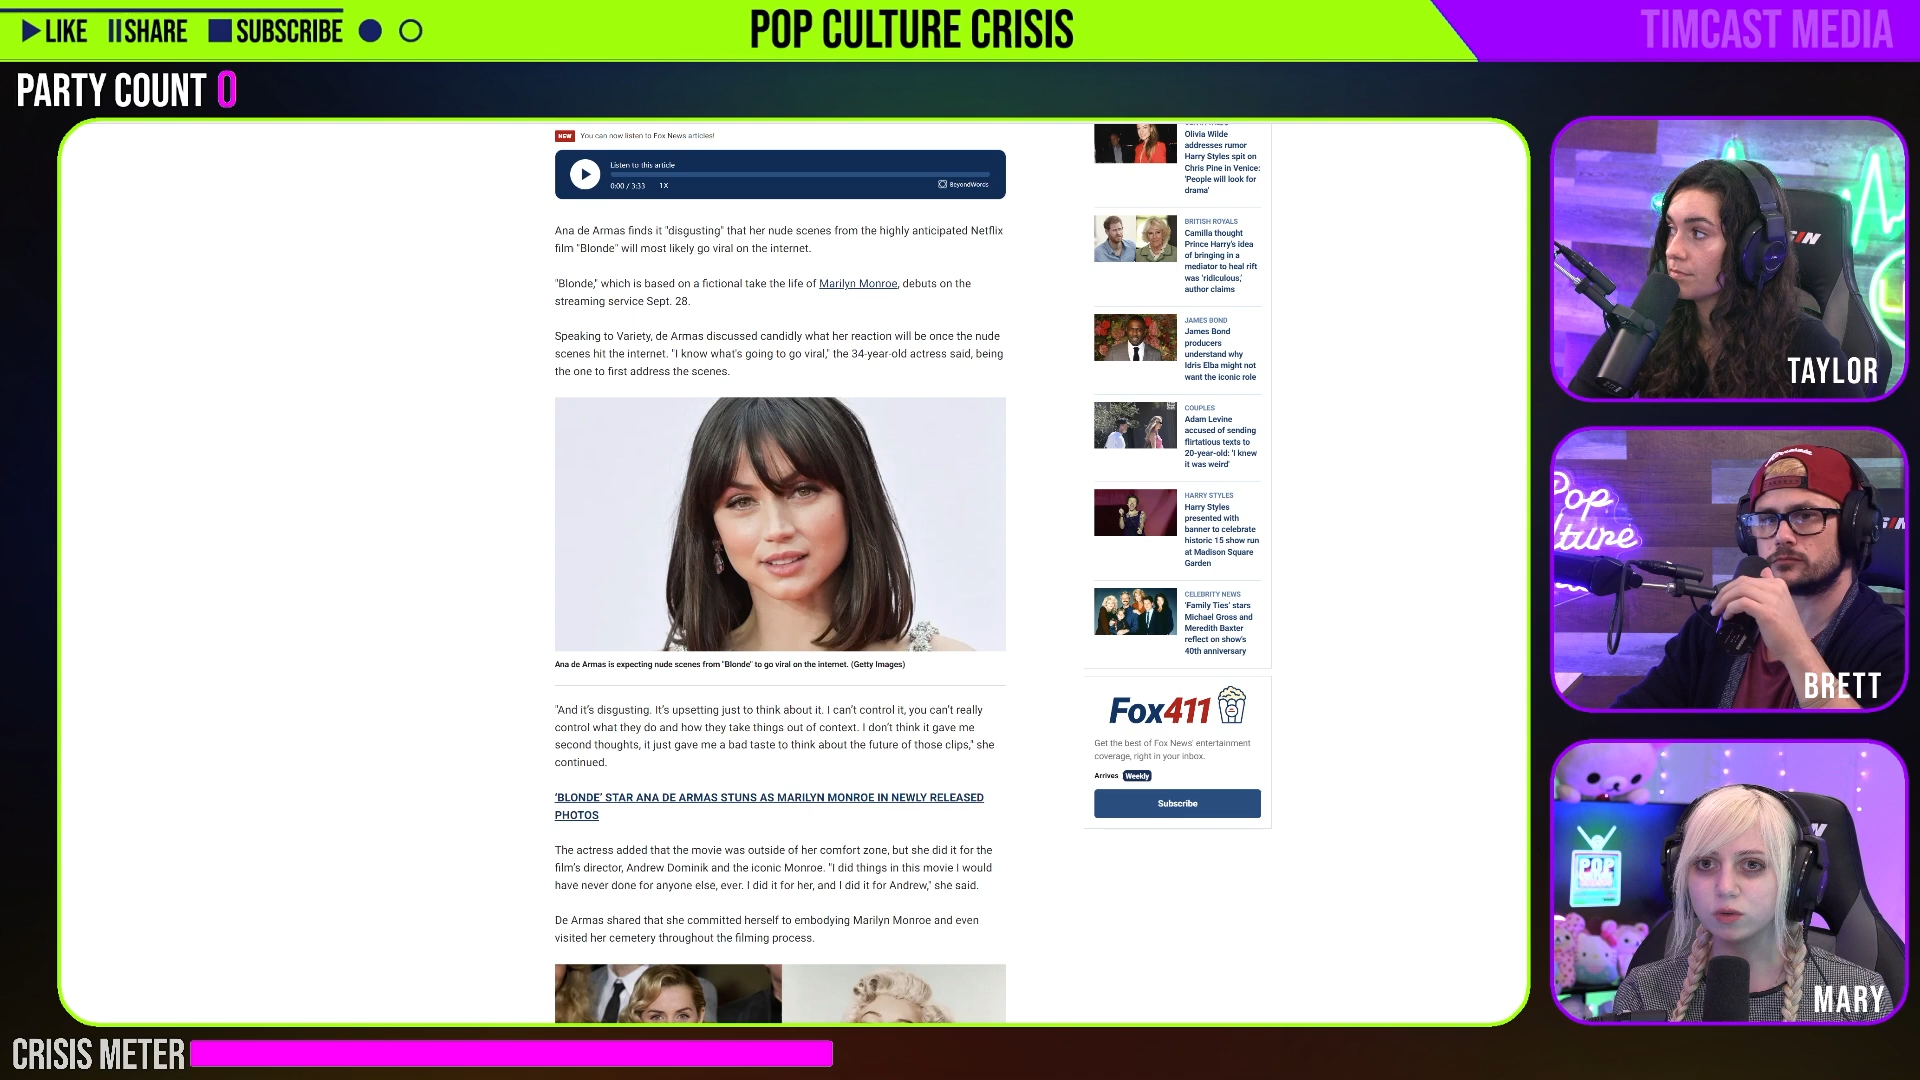 LIKE SHARE SUBSCRIBE
POP CULTURE CRISIS
TIMCAST MEDIA
PARTY COUNT 0
NEW You can now listen to Fox News articles!
Listen to this article
0:00 / 3:33 1X
BeyondWords
Ana de Armas finds it "disgusting" that her nude scenes from the highly anticipated Netflix
film "Blonde" will most likely go viral on the internet.
"Blonde," which is based on a fictional take the life of Marilyn Monroe, debuts on the
streaming service Sept. 28.
Speaking to Variety, de Armas discussed candidly what her reaction will be once the nude
scenes hit the internet. "I know what's going to go viral," the 34-year-old actress said, being
the one to first address the scenes.
Ana de Armas is expecting nude scenes from "Blonde" to go viral on the internet. (Getty Images)
"And it's disgusting. It's upsetting just to think about it. I can't control it, you can't really
control what they do and how they take things out of context. I don't think it gave me
second thoughts, it just gave me a bad taste to think about the future of those clips," she
continued.
'BLONDE' STAR ANA DE ARMAS STUNS AS MARILYN MONROE IN NEWLY RELEASED
PHOTOS
The actress added that the movie was outside of her comfort zone, but she did it for the
film's director, Andrew Dominik and the iconic Monroe. "I did things in this movie I would
have never done for anyone else, ever. I did it for her, and I did it for Andrew," she said.
De Armas shared that she committed herself to embodying Marilyn Monroe and even
visited her cemetery throughout the filming process.
Olivia Wilde
addresses rumor
Harry Styles spit on
Chris Pine in Venice:
'People will look for
drama'
BRITISH ROYALS
Camilla thought
Prince Harry's idea
of bringing in a
mediator to heal rift
was 'ridiculous,'
author claims
JAMES BOND
James Bond
producers
understand why
Idris Elba might not
want the iconic role
COUPLES
Adam Levine
accused of sending
flirtatious texts to
20-year-old: 'I knew
it was weird'
HARRY STYLES
Harry Styles
presented with
banner to celebrate
historic 15 show run
at Madison Square
Garden
CELEBRITY NEWS
'Family Ties' stars
Michael Gross and
Meredith Baxter
reflect on show's
40th anniversary
Fox411
Get the best of Fox News' entertainment
coverage, right in your inbox.
Arrives Weekly
Subscribe
TAYLOR
Pop
BRETT
POP
MARY
CRISIS METER